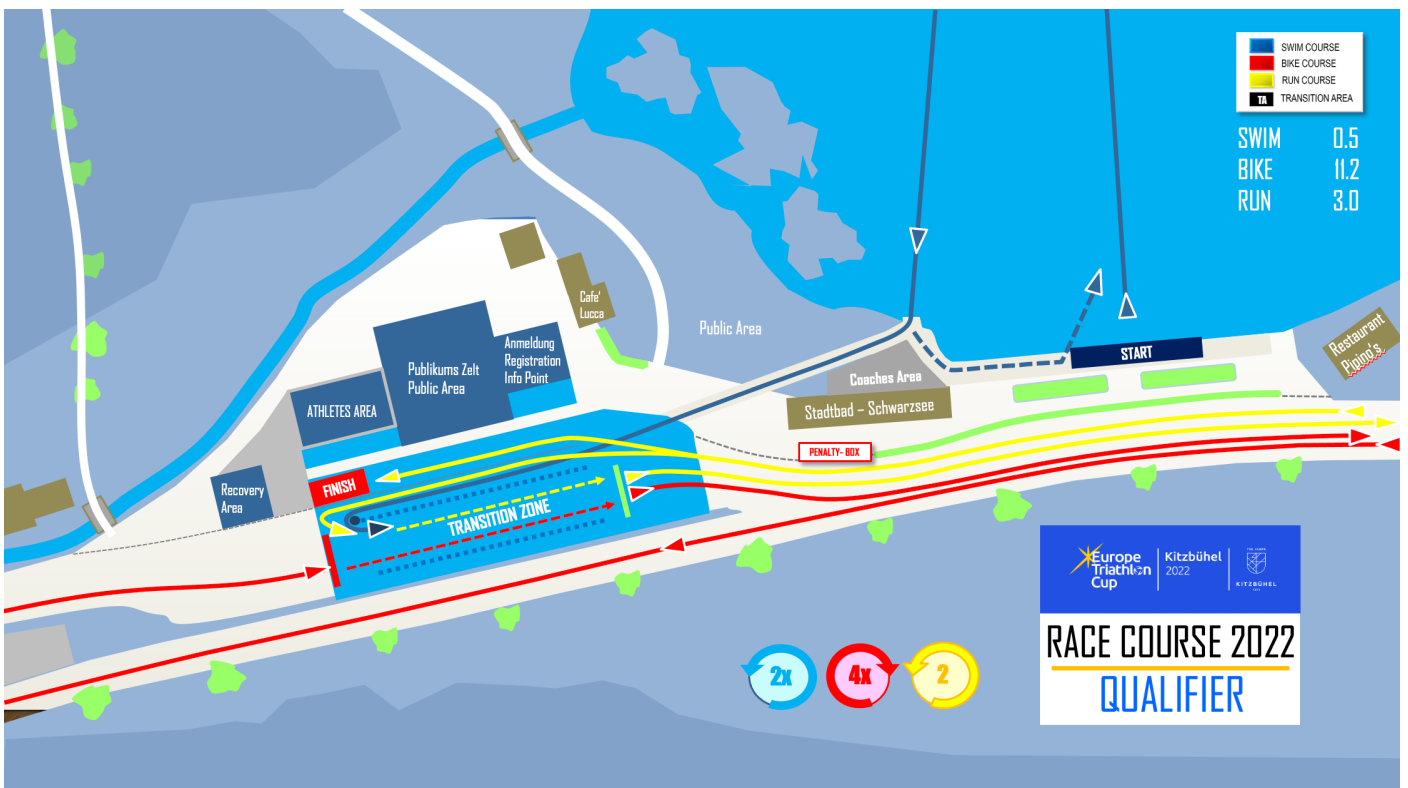 SWIM COURSE
BIKE COURSE
RUN COURSE
TA TRANSITION AREA
SWIM 0.5
BIKE 11.2
RUN 3.0
Cafe'
Lucca
Public Area
Anmeldung
Registration
Info Point
Publikums Zelt
Public Area
ATHLETES AREA
START
Restaurant
Pipino's
Coaches Area
Stadtbad – Schwarzsee
PENALTY- BOX
Recovery
Area
FINISH
TRANSITION ZONE
Europe
Triathlon
Cup
Kitzbühel
2022
KITZBÜHEL
RACE COURSE 2022
QUALIFIER
2x
4x
2